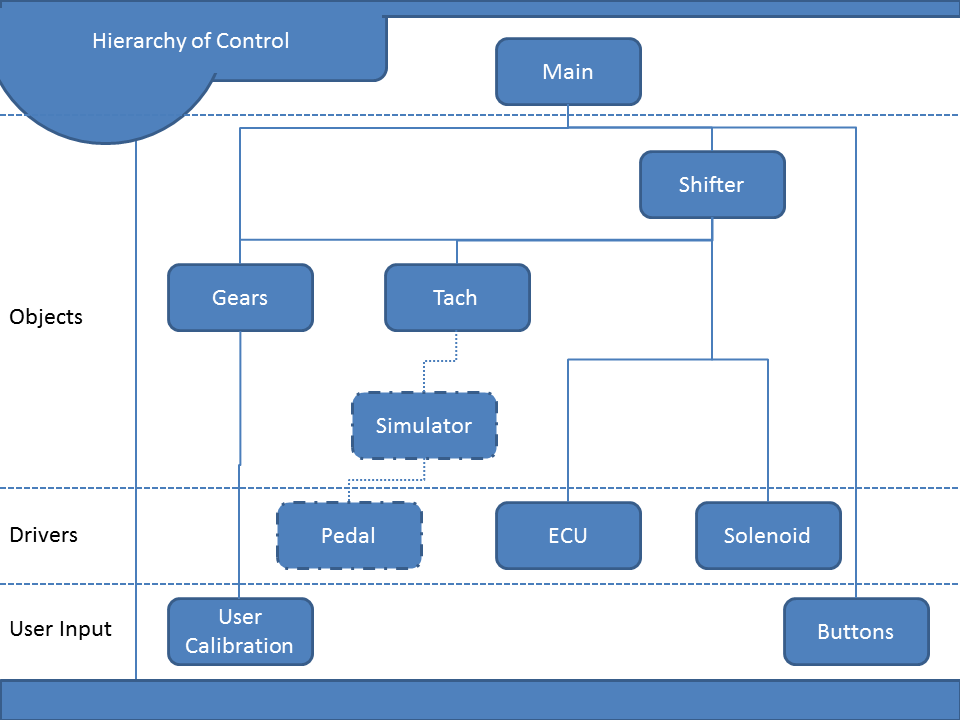 Hierarchy of Control
Main
Shifter
Gears
Tach
Objects
Simulator
Drivers
Pedal
ECU
Solenoid
User Input
User
Calibration
Buttons